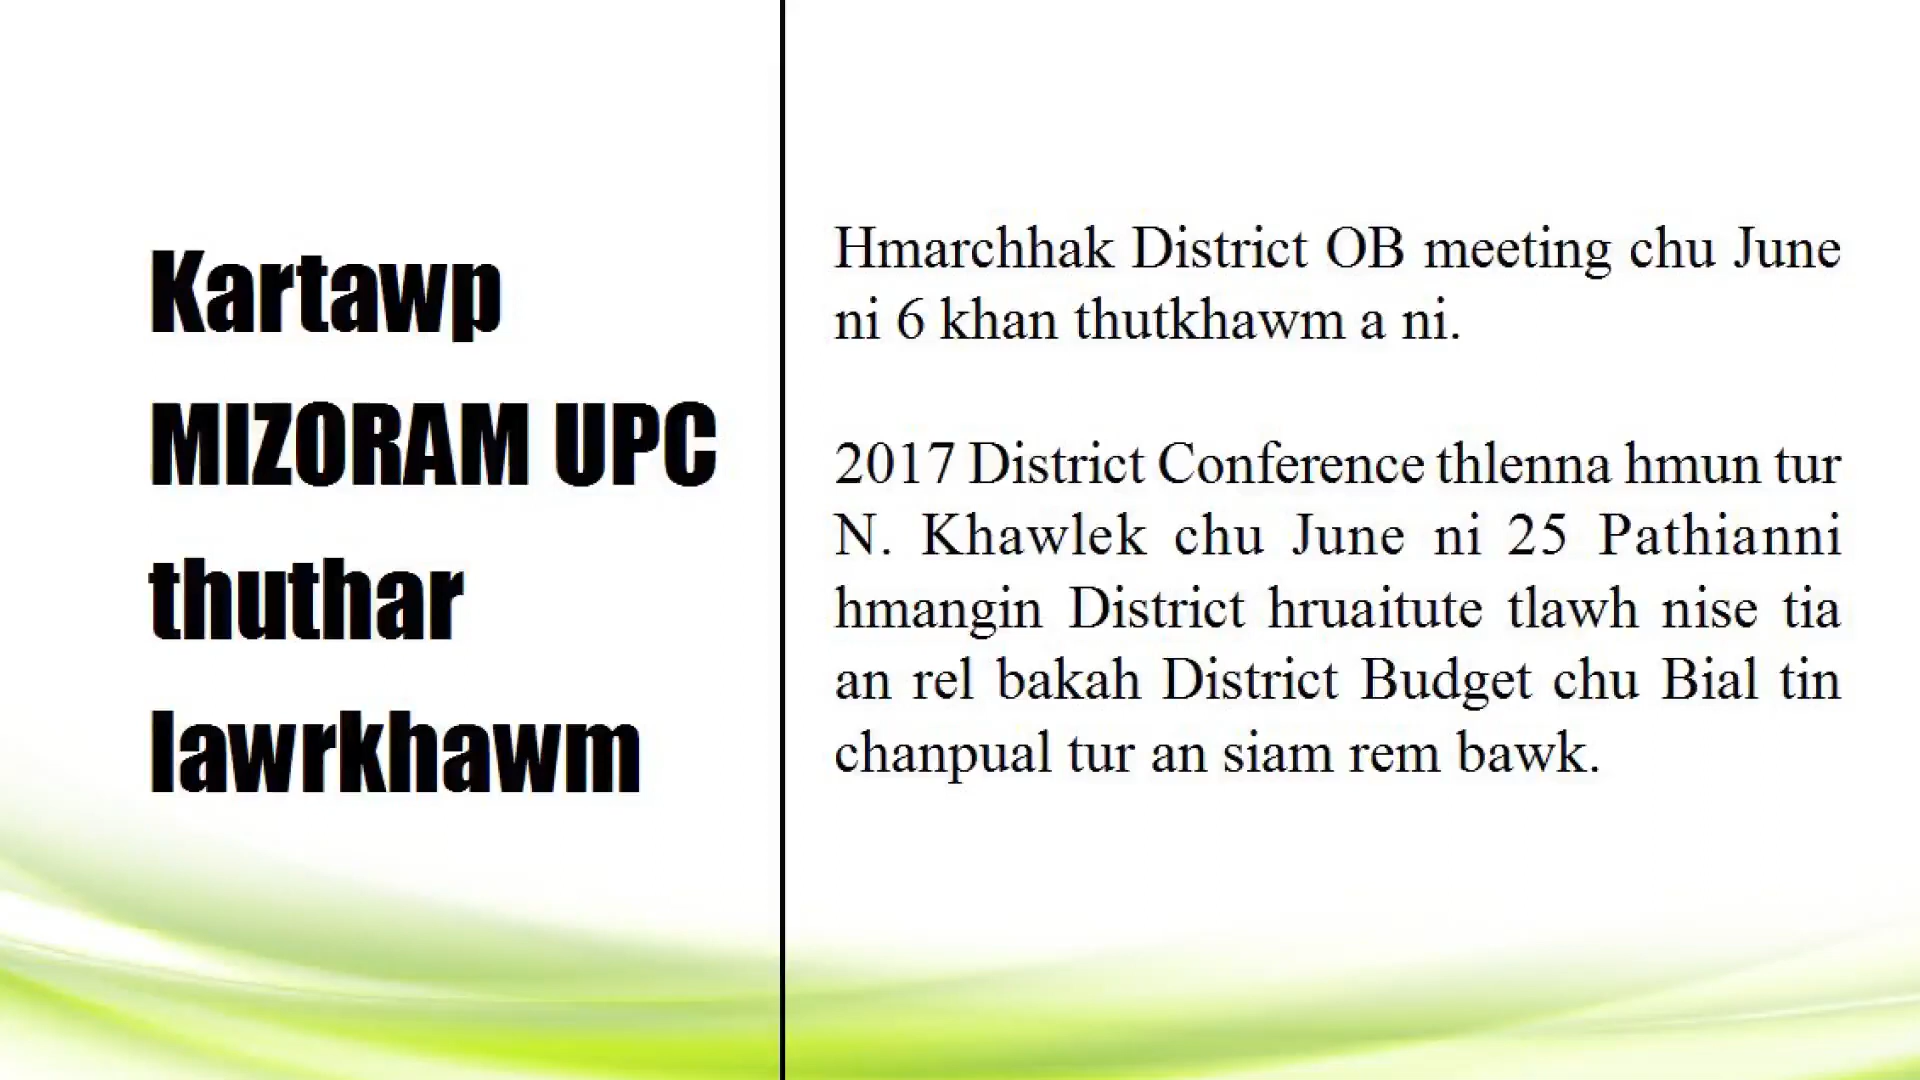 Kartawp
MIZORAM UPC
thuthar
lawrkhawm
Hmarchhak District OB meeting chu June
ni 6 khan thutkhawm a ni.
2017 District Conference thlenna hmun tur
N. Khawlek chu June ni 25 Pathianni
hmangin District hruaitute tlawh nise tia
an rel bakah District Budget chu Bial tin
chanpual tur an siam rem bawk.